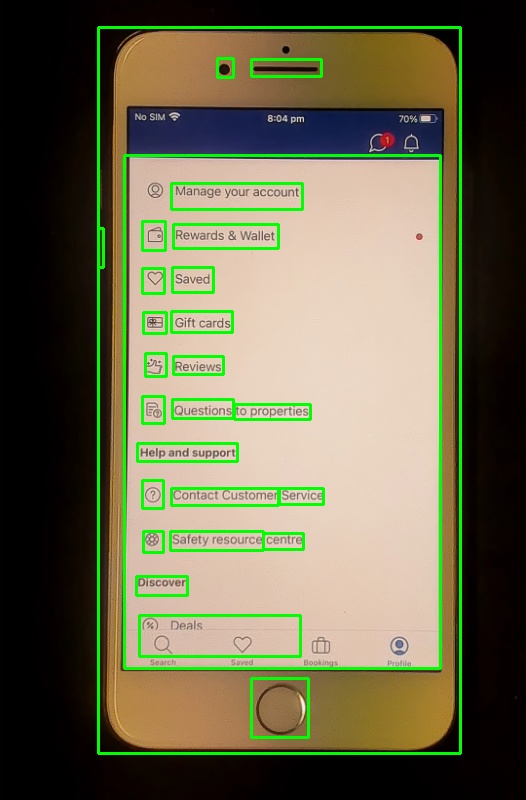 No SIM 8:04 pm 70%
1
Manage your account
Rewards & Wallet
Saved
Gift cards
Reviews
Questions to properties
Help and support
Contact Customer Service
Safety resource centre
Discover
Deals
Search Saved Bookings Profile